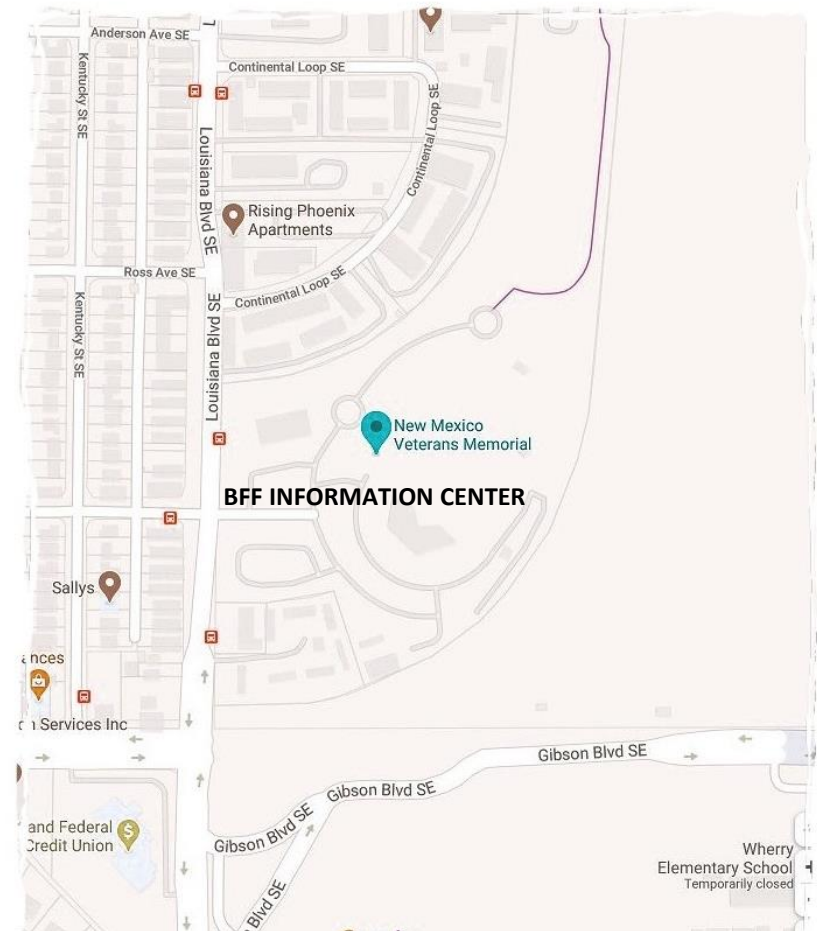 Anderson Ave SE
Continental Loop SE
Kentucky St SE
Louisiana Blvd SE
Continental Loop SE
Rising Phoenix
Apartments
Ross Ave SE
Continental Loop SE
Kentucky St SE
Louisiana Blvd SE
New Mexico
Veterans Memorial
BFF INFORMATION CENTER
Sallys
Services Inc
Gibson Blvd SE
Gibson Blvd SE
Gibson Blvd SE
and Federal
Credit Union
Blvd SE
Wherry
Elementary School
Temporarily closed